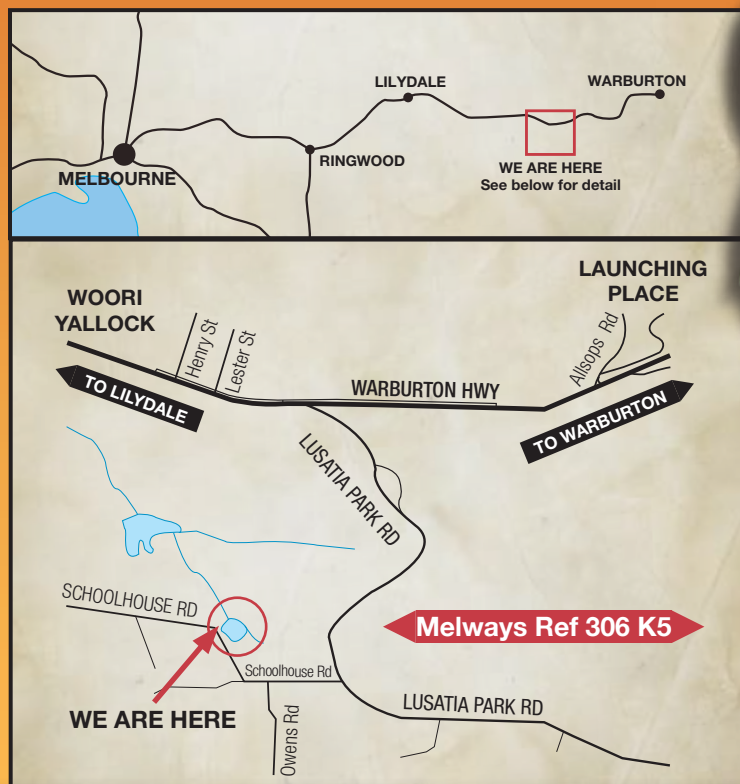 LILYDALE
WARBURTON
RINGWOOD
MELBOURNE
WE ARE HERE
See below for detail
LAUNCHING
PLACE
WOORI
YALLOCK
Henry St
Lester St
Allsops Rd
WARBURTON HWY
TO LILYDALE
TO WARBURTON
LUSATIA PARK RD
SCHOOLHOUSE RD
Melways Ref 306 K5
Schoolhouse Rd
WE ARE HERE
Owens Rd
LUSATIA PARK RD